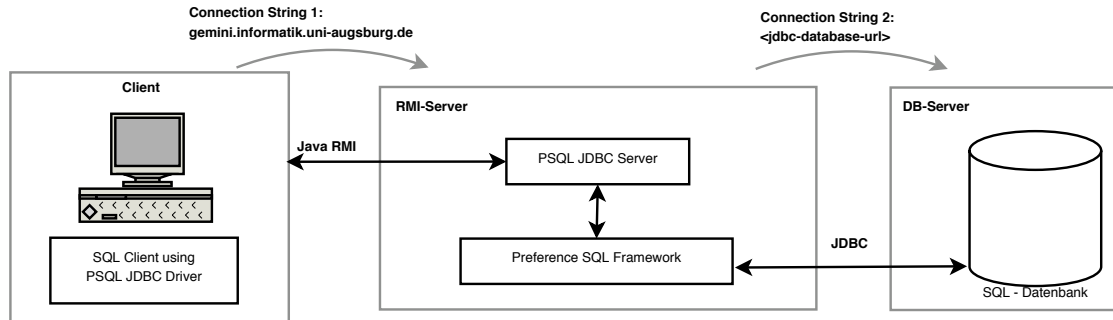 Connection String 1:
gemini.informatik.uni-augsburg.de
Connection String 2:
<jdbc-database-url>
Client
RMI-Server
DB-Server
Java RMI
PSQL JDBC Server
SQL Client using
PSQL JDBC Driver
Preference SQL Framework
JDBC
SQL - Datenbank